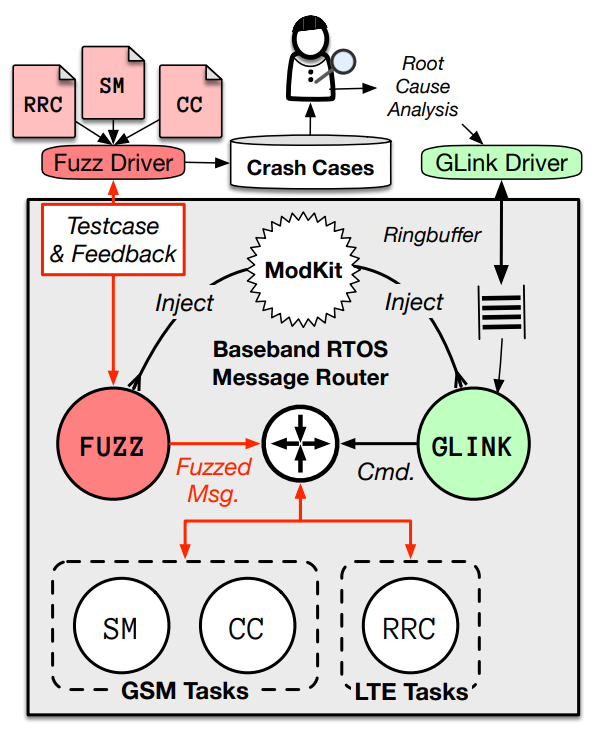 Root
Cause
Analysis
RRC
SM
CC
Fuzz Driver
Crash Cases
GLink Driver
Testcase
& Feedback
Ringbuffer
ModKit
Inject
Inject
Baseband RTOS
Message Router
FUZZ
GLINK
Fuzzed
Msg.
Cmd.
SM
CC
RRC
GSM Tasks
LTE Tasks